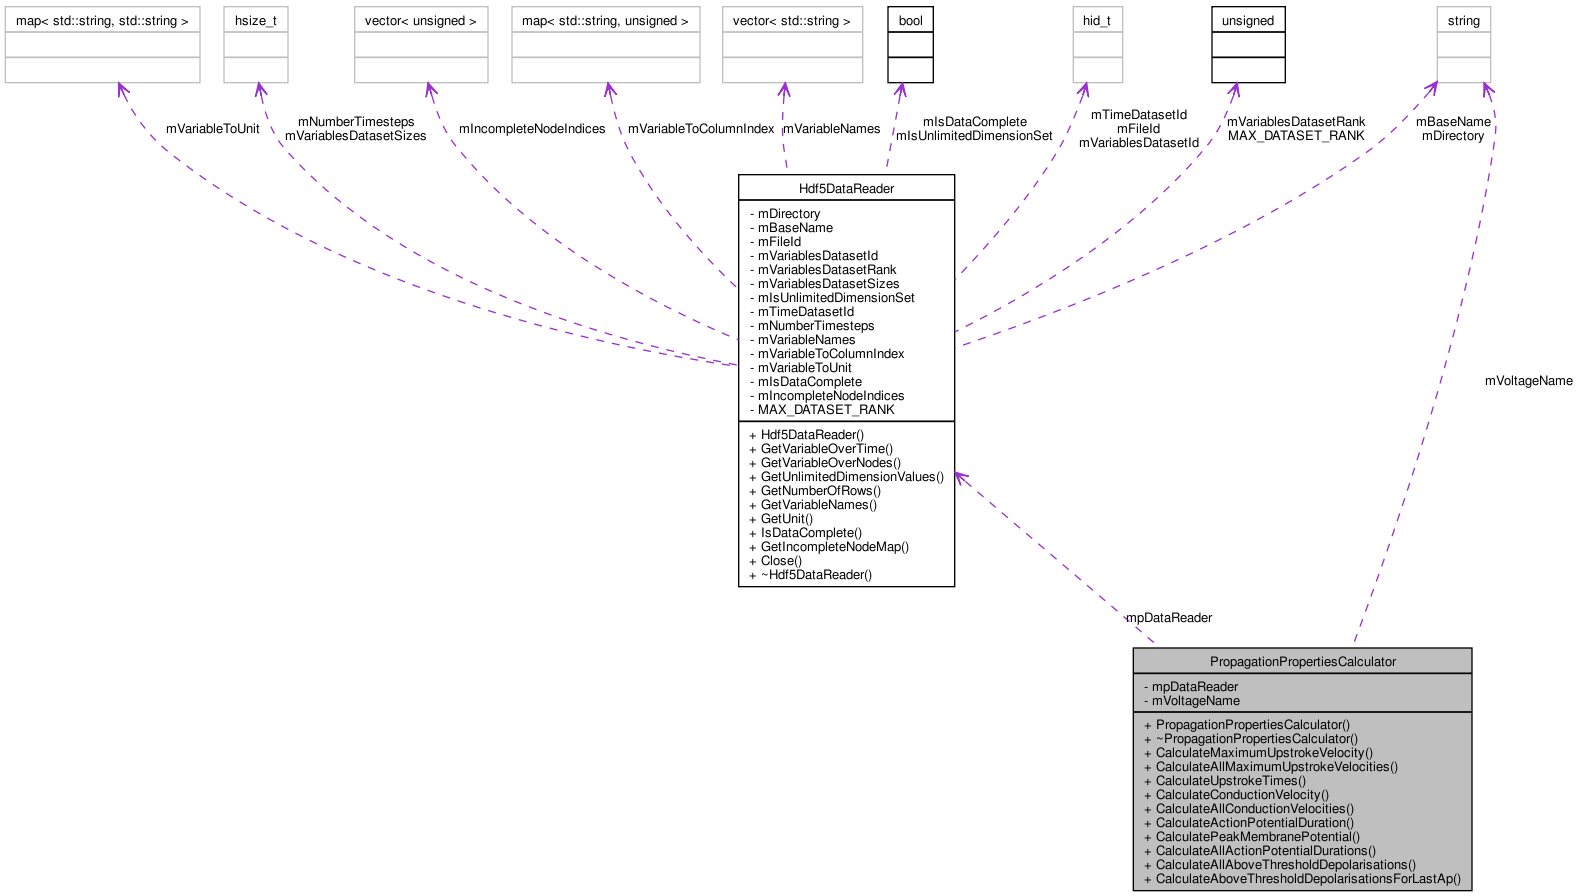 map< std::string, std::string >
hsize_t
vector< unsigned >
map< std::string, unsigned >
vector< std::string >
bool
hid_t
unsigned
string
mVariableToUnit
mNumberTimesteps
mVariablesDatasetSizes
mIncompleteNodeIndices
mVariableToColumnIndex
mVariableNames
mIsDataComplete
mIsUnlimitedDimensionSet
mTimeDatasetId
mFileId
mVariablesDatasetId
mVariablesDatasetRank
MAX_DATASET_RANK
mBaseName
mDirectory
Hdf5DataReader
- mDirectory
- mBaseName
- mFileId
- mVariablesDatasetId
- mVariablesDatasetRank
- mVariablesDatasetSizes
- mIsUnlimitedDimensionSet
- mTimeDatasetId
- mNumberTimesteps
- mVariableNames
- mVariableToColumnIndex
- mVariableToUnit
- mIsDataComplete
- mIncompleteNodeIndices
- MAX_DATASET_RANK
+ Hdf5DataReader()
+ GetVariableOverTime()
+ GetVariableOverNodes()
+ GetUnlimitedDimensionValues()
+ GetNumberOfRows()
+ GetVariableNames()
+ GetUnit()
+ IsDataComplete()
+ GetIncompleteNodeMap()
+ Close()
+ ~Hdf5DataReader()
mVoltageName
mpDataReader
PropagationPropertiesCalculator
- mpDataReader
- mVoltageName
+ PropagationPropertiesCalculator()
+ ~PropagationPropertiesCalculator()
+ CalculateMaximumUpstrokeVelocity()
+ CalculateAllMaximumUpstrokeVelocities()
+ CalculateUpstrokeTimes()
+ CalculateConductionVelocity()
+ CalculateAllConductionVelocities()
+ CalculateActionPotentialDuration()
+ CalculatePeakMembranePotential()
+ CalculateAllActionPotentialDurations()
+ CalculateAllAboveThresholdDepolarisations()
+ CalculateAboveThresholdDepolarisationsForLastAp()